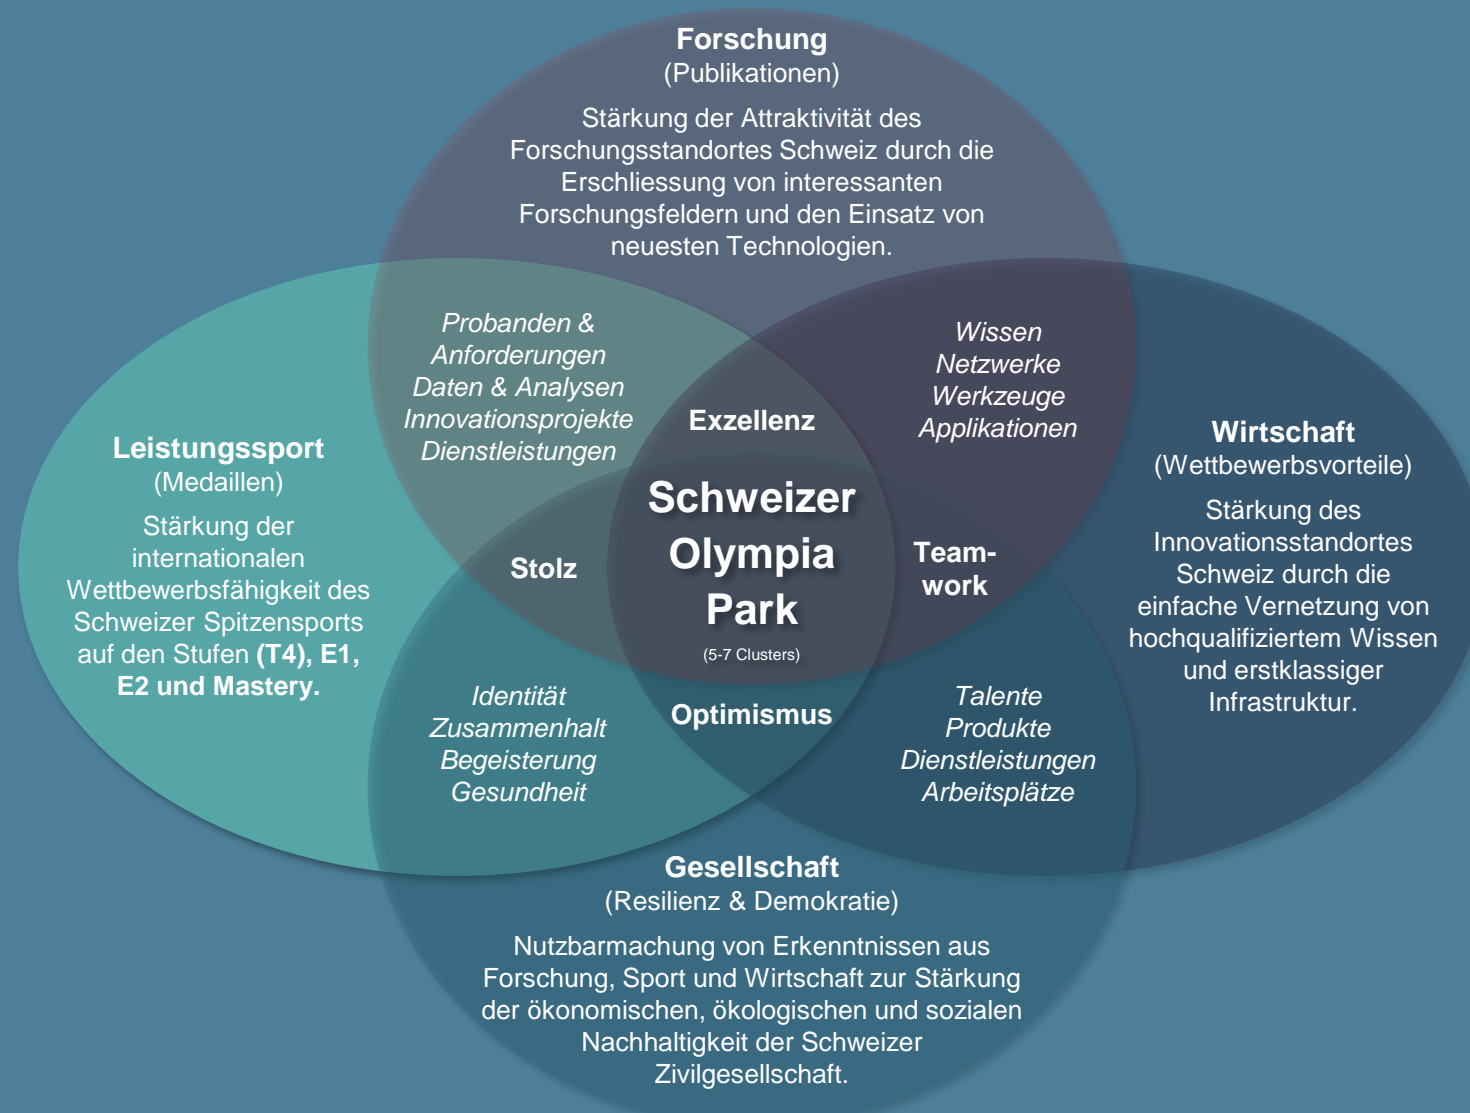 Forschung
(Publikationen)
Stärkung der Attraktivität des
Forschungsstandortes Schweiz durch die
Erschliessung von interessanten
Forschungsfeldern und den Einsatz von
neuesten Technologien.
Probanden &
Anforderungen
Daten & Analysen
Innovationsprojekte
Dienstleistungen
Exzellenz
Wissen
Netzwerke
Werkzeuge
Applikationen
Leistungssport
(Medaillen)
Stärkung der
internationalen
Wettbewerbsfähigkeit des
Schweizer Spitzensports
auf den Stufen (T4), E1,
E2 und Mastery.
Stolz
Schweizer
Olympia
Park
(5-7 Clusters)
Team-
work
Wirtschaft
(Wettbewerbsvorteile)
Stärkung des
Innovationsstandortes
Schweiz durch die
einfache Vernetzung von
hochqualifiziertem Wissen
und erstklassiger
Infrastruktur.
Identität
Zusammenhalt
Begeisterung
Gesundheit
Optimismus
Talente
Produkte
Dienstleistungen
Arbeitsplätze
Gesellschaft
(Resilienz & Demokratie)
Nutzbarmachung von Erkenntnissen aus
Forschung, Sport und Wirtschaft zur Stärkung
der ökonomischen, ökologischen und sozialen
Nachhaltigkeit der Schweizer
Zivilgesellschaft.